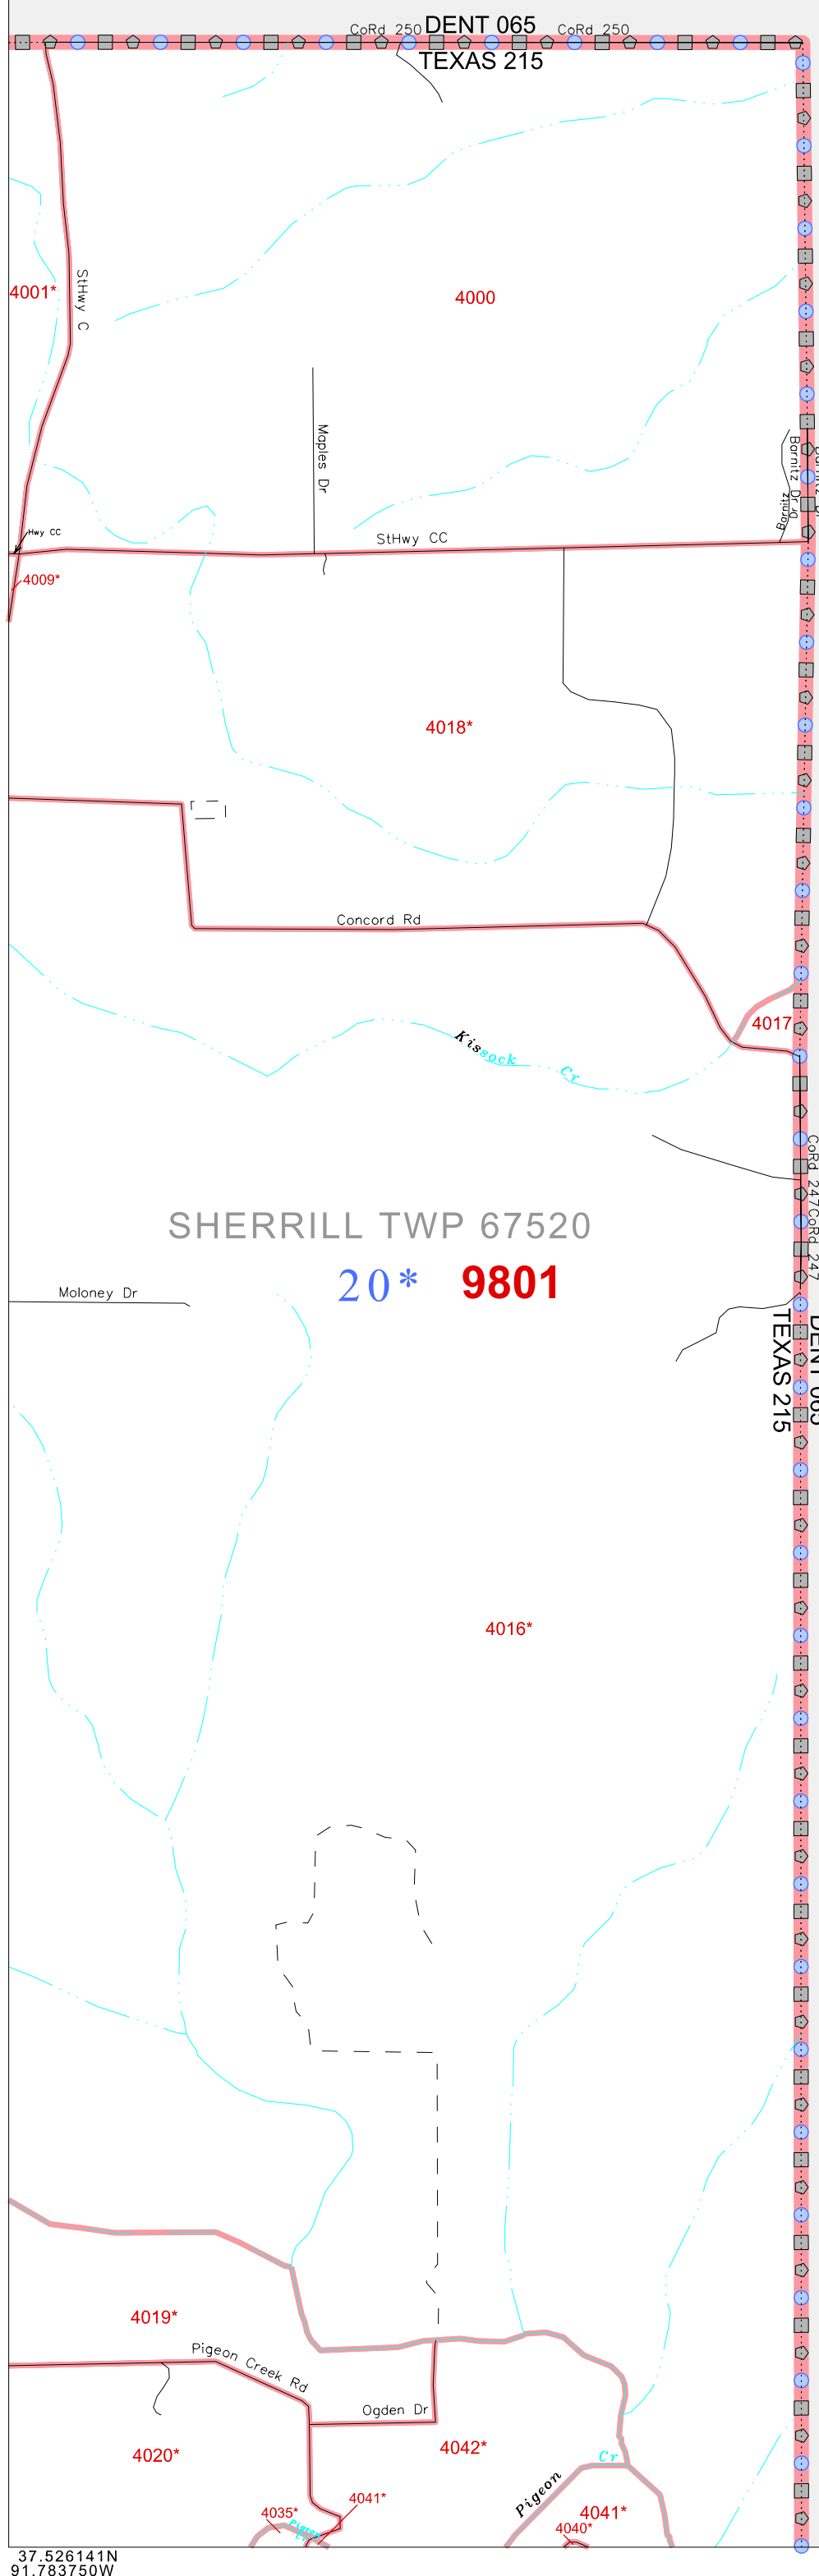 CoRd 250
DENT 065
CoRd 250
TEXAS 215
4001*
StHwy C
4000
Maples Dr
Barnitz Dr
Barnitz
Hwy CC
StHwy CC
4009*
4018*
Concord Rd
4017
Kissock Cr
CoRd 247
CoRd 247
SHERRILL TWP 67520
20* 9801
Moloney Dr
TEXAS 215
DENT 065
4016*
4019*
Pigeon Creek Rd
Ogden Dr
4020*
4042*
Pigeon Cr
4041*
4035*
Pigeon Cr
4041*
4040*
37.526141N
91.783750W